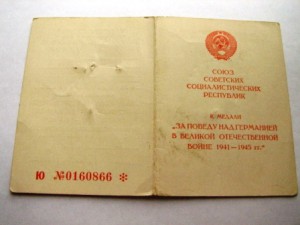 Ю №0160866 *
СОЮЗ
СОВЕТСКИХ
СОЦИАЛИСТИЧЕСКИХ
РЕСПУБЛИК
К МЕДАЛИ
„ЗА ПОБЕДУ НАД ГЕРМАНИЕЙ
В ВЕЛИКОЙ ОТЕЧЕСТВЕННОЙ
ВОЙНЕ 1941—1945 гг."